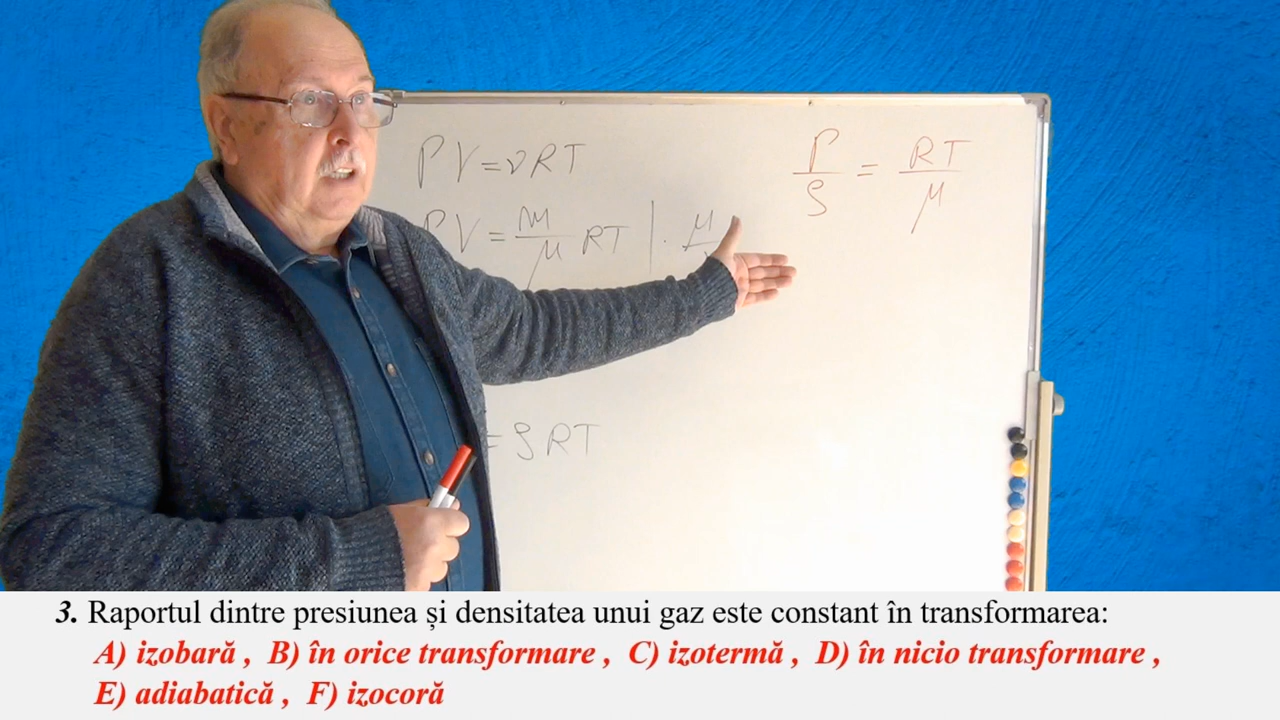 PV=νRT
PV = m/μ RT | · μ
= ρRT
P/ρ = RT/μ
3. Raportul dintre presiunea și densitatea unui gaz este constant în transformarea:
A) izobară , B) în orice transformare , C) izotermă , D) în nicio transformare ,
E) adiabatică , F) izocoră